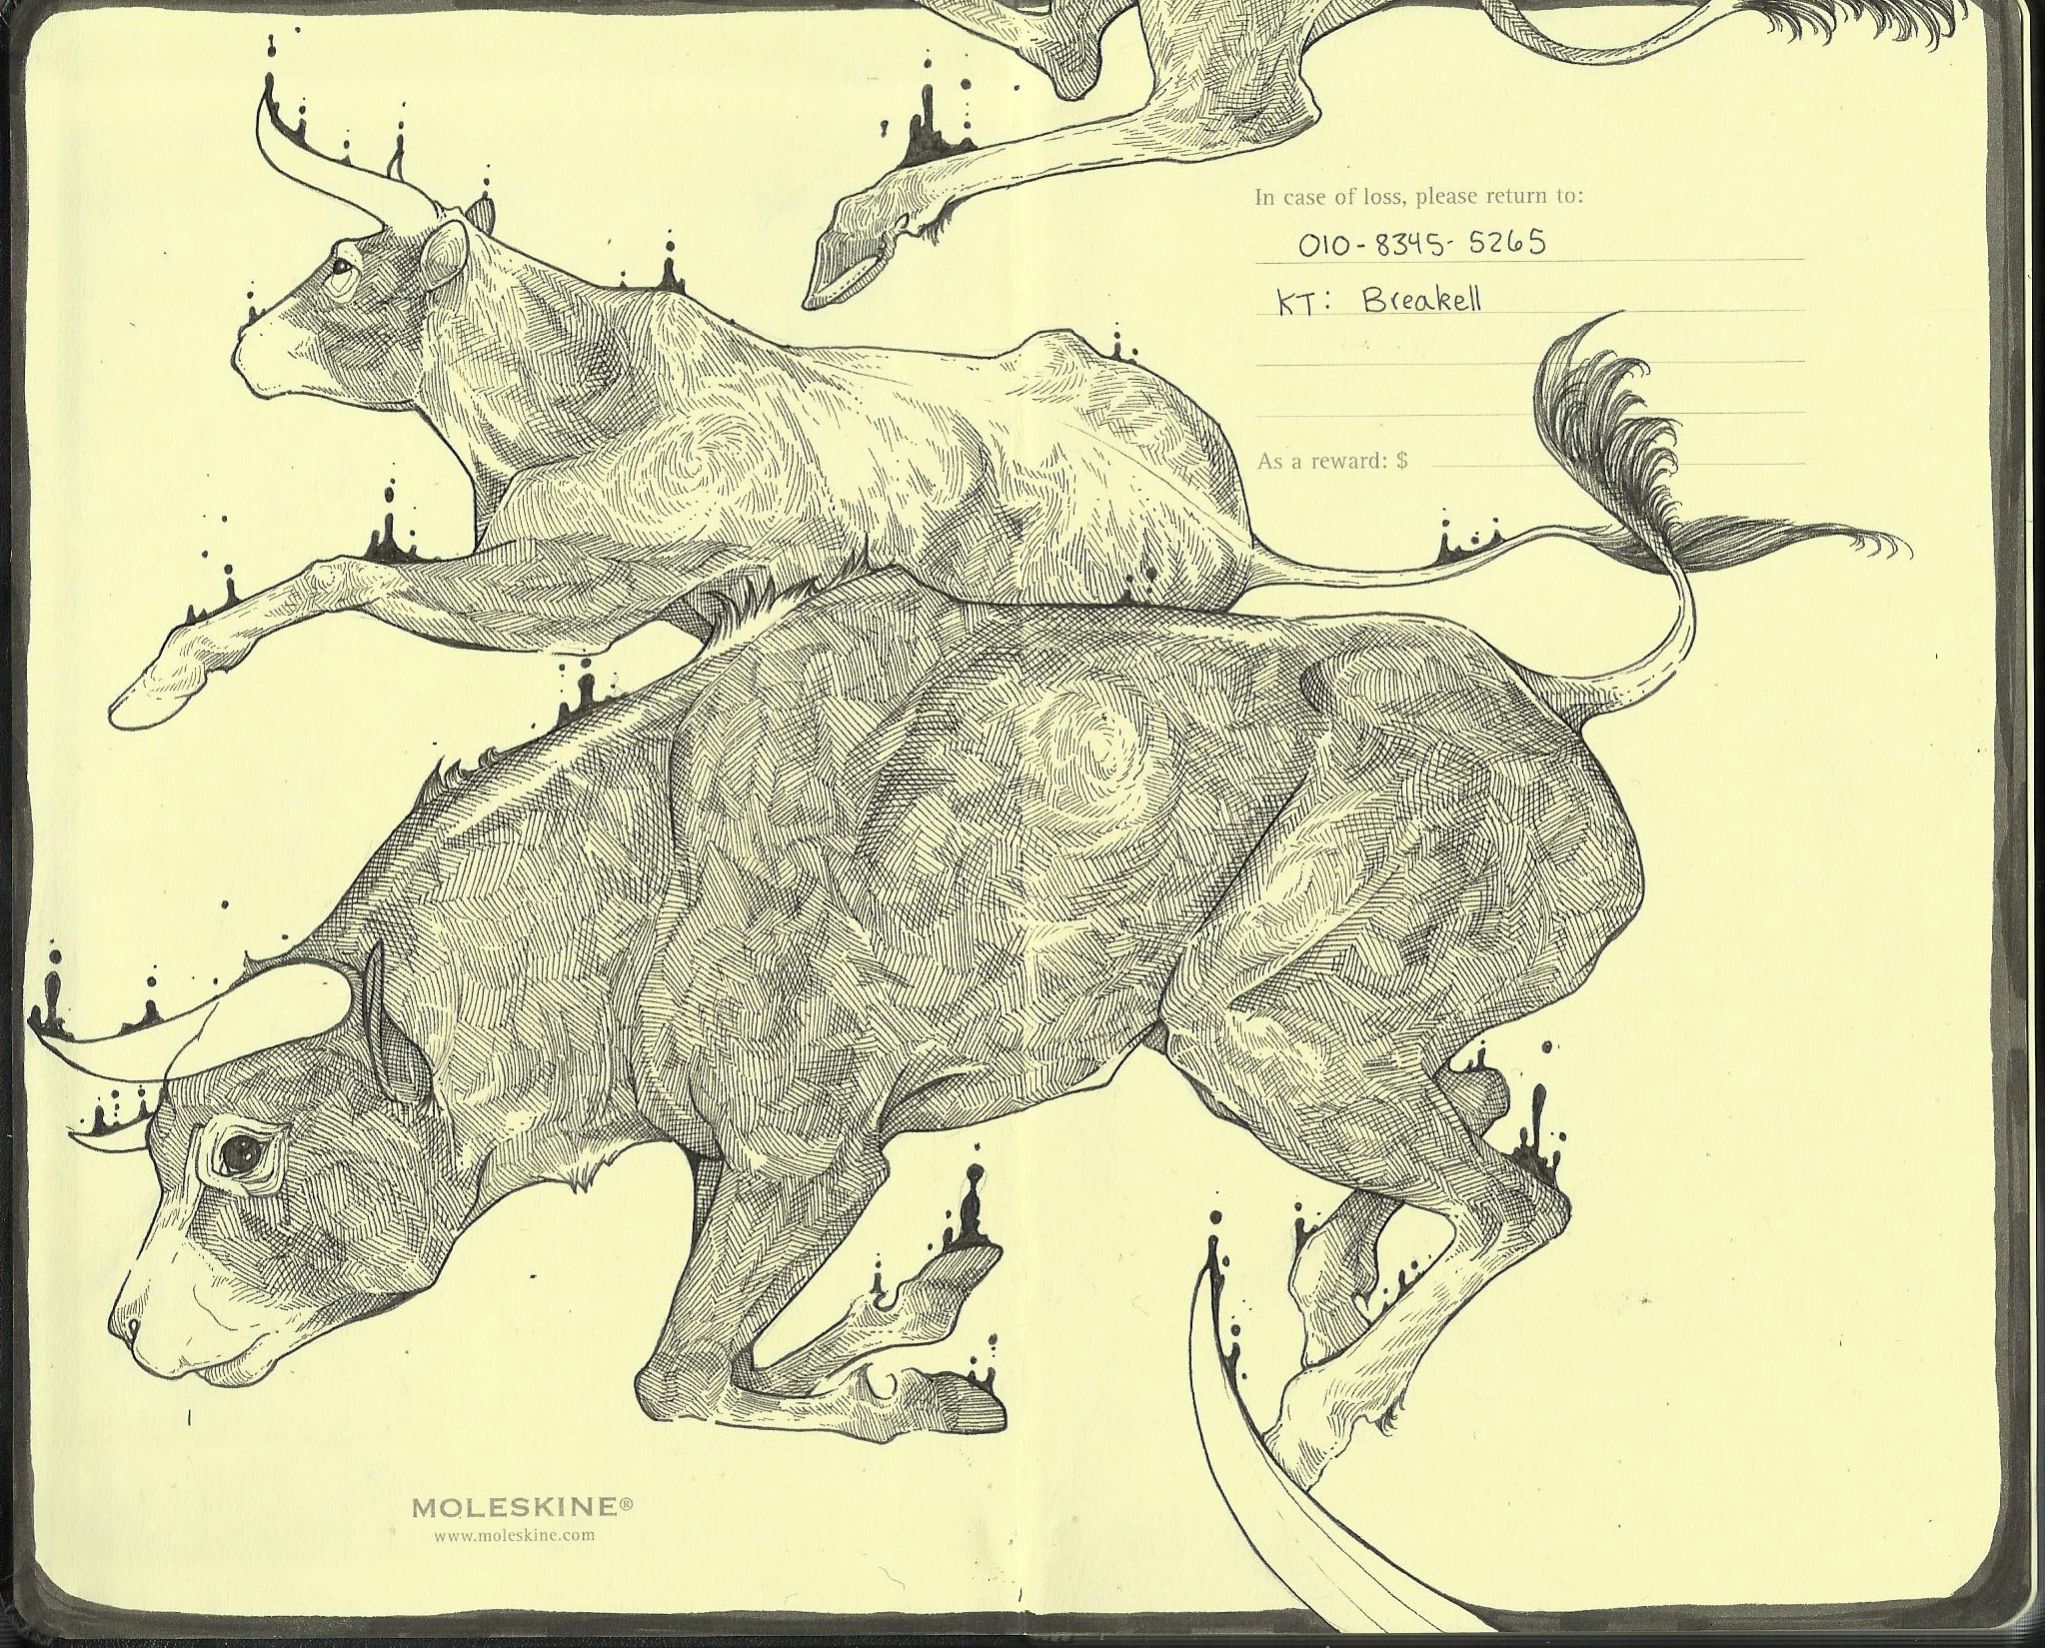 In case of loss, please return to:
010-8345-5265
KT: Breakell
As a reward: $
MOLESKINE®
www.moleskine.com